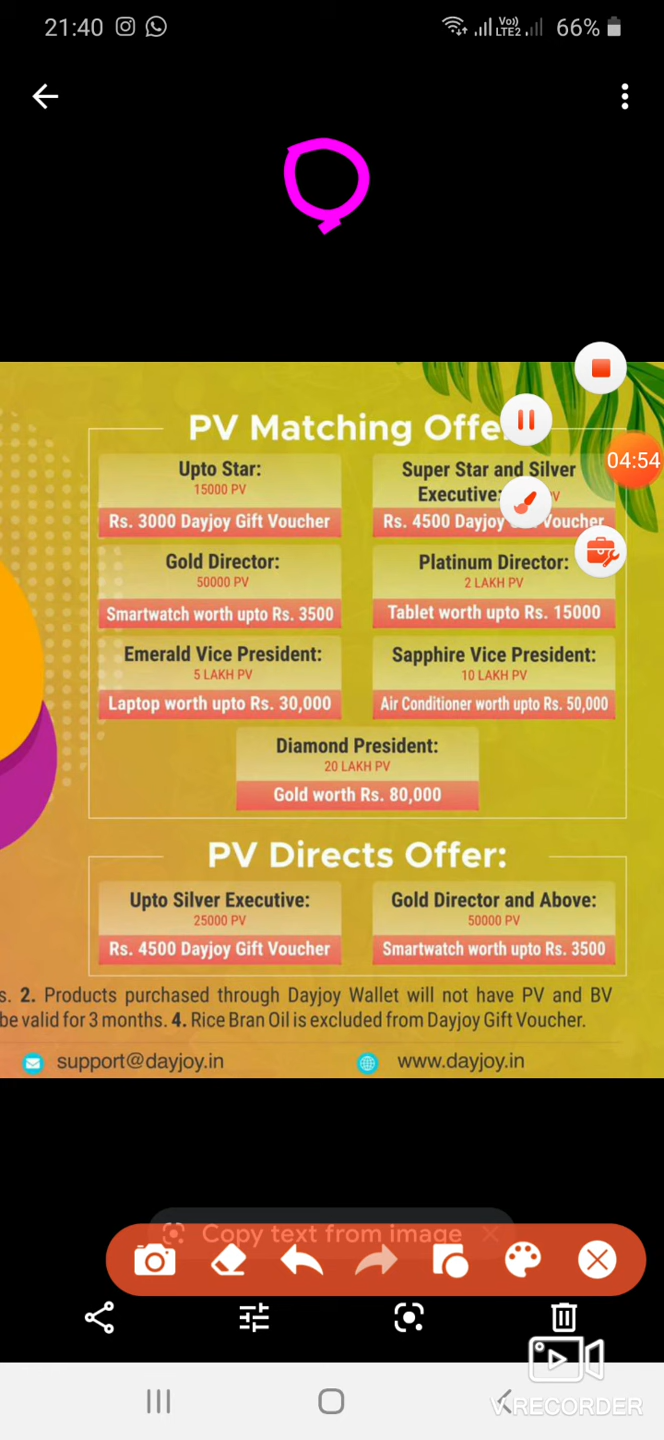 21:40
Vo))
LTE2
66%
PV Matching
04:54
Upto Star:
15000 PV
Rs. 3000 Dayjoy Gift Voucher
Super Star and Silver
Executive:
Rs. 4500 Dayjoy Voucher
Gold Director:
50000 PV
Smartwatch worth upto Rs. 3500
Platinum Director:
2 LAKH PV
Tablet worth upto Rs. 15000
Emerald Vice President:
5 LAKH PV
Laptop worth upto Rs. 30,000
Sapphire Vice President:
10 LAKH PV
Air Conditioner worth upto Rs. 50,000
Diamond President:
20 LAKH PV
Gold worth Rs. 80,000
PV Directs Offer:
Upto Silver Executive:
25000 PV
Rs. 4500 Dayjoy Gift Voucher
Gold Director and Above:
50000 PV
Smartwatch worth upto Rs. 3500
s. 2. Products purchased through Dayjoy Wallet will not have PV and BV
be valid for 3 months. 4. Rice Bran Oil is excluded from Dayjoy Gift Voucher.
support@dayjoy.in
www.dayjoy.in
Copy text from image
V RECORDER